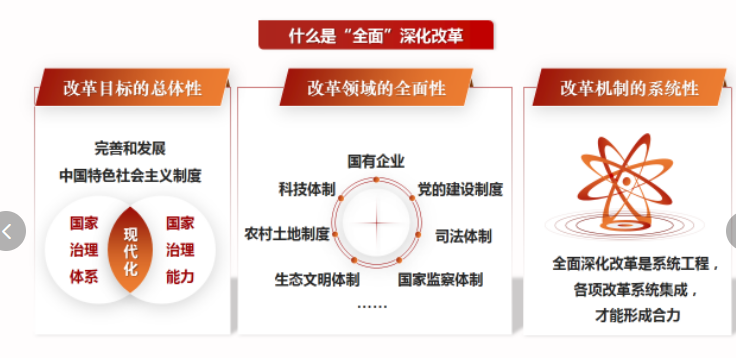 什么是“全面”深化改革
改革目标的总体性
完善和发展
中国特色社会主义制度
国家
治理
体系
现
代
化
国家
治理
能力
改革领域的全面性
国有企业
科技体制
党的建设制度
农村土地制度
司法体制
生态文明体制
国家监察体制
……
改革机制的系统性
全面深化改革是系统工程，
各项改革系统集成，
才能形成合力